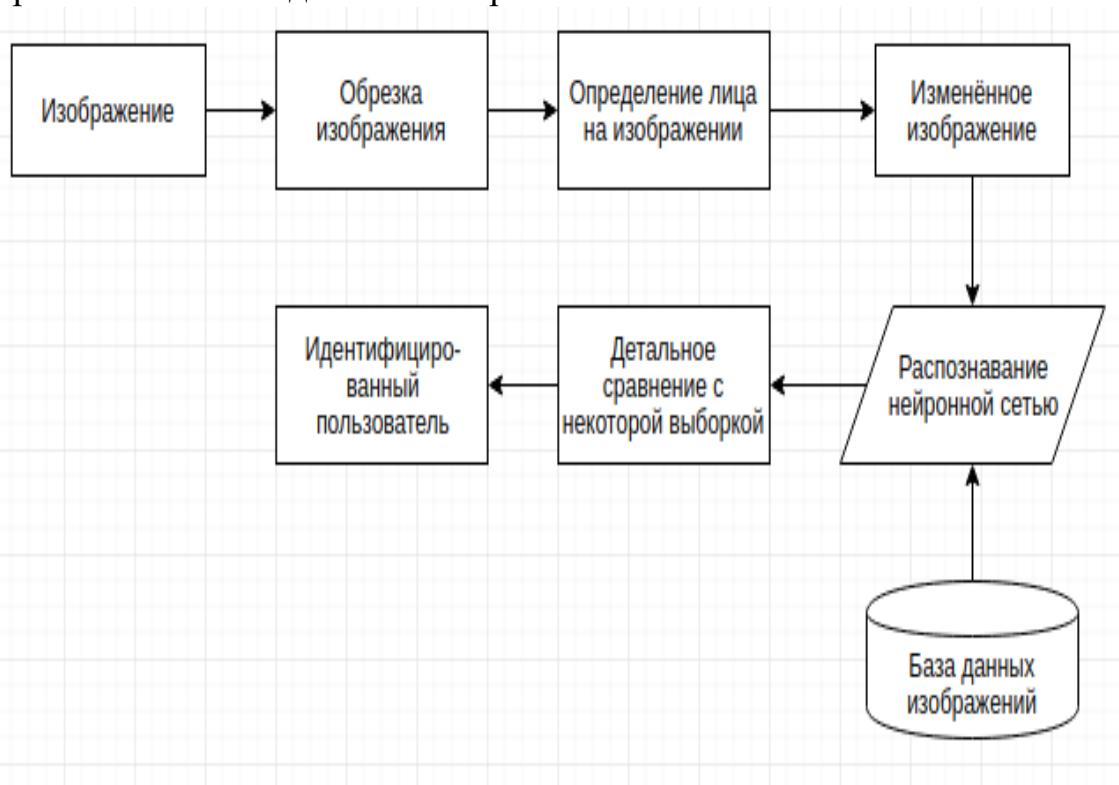 Изображение
Обрезка
изображения
Определение лица
на изображении
Изменённое
изображение
Идентифициро-
ванный
пользователь
Детальное
сравнение с
некоторой выборкой
Распознавание
нейронной сетью
База данных
изображений